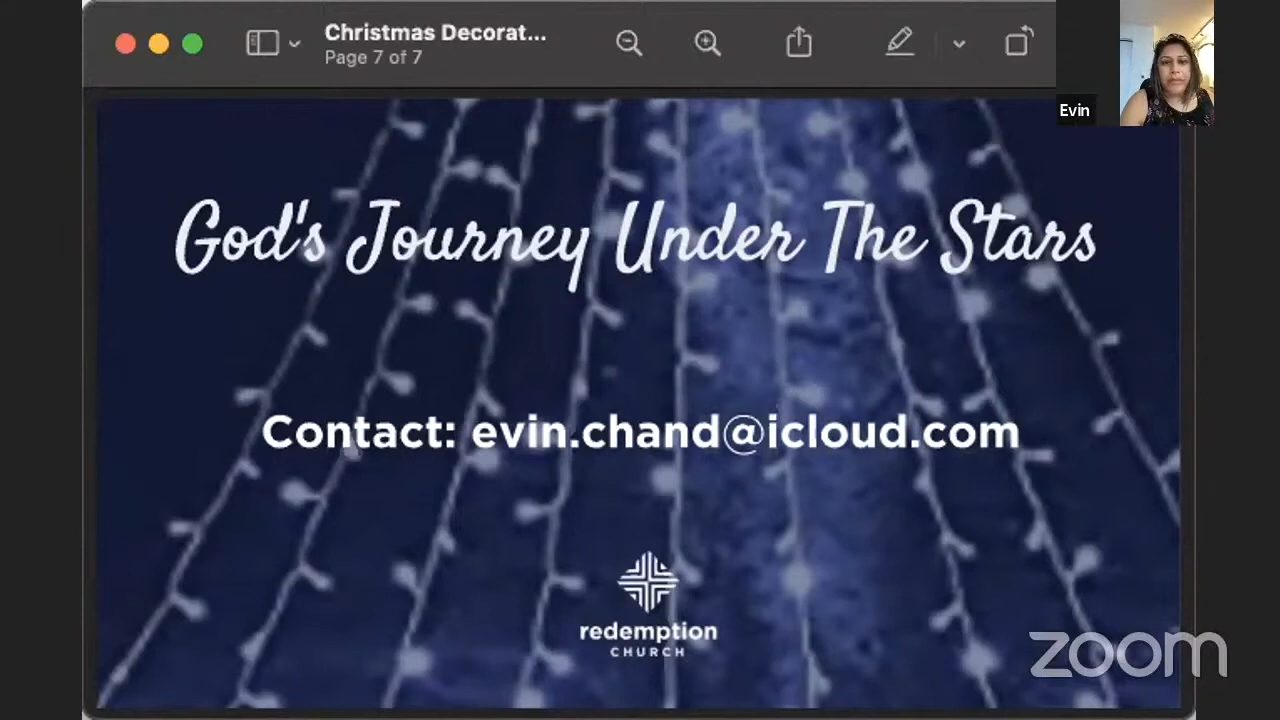 Christmas Decorat...
Page 7 of 7
Evin
God's Journey Under The Stars
Contact: evin.chand@icloud.com
redemption
CHURCH
zoom